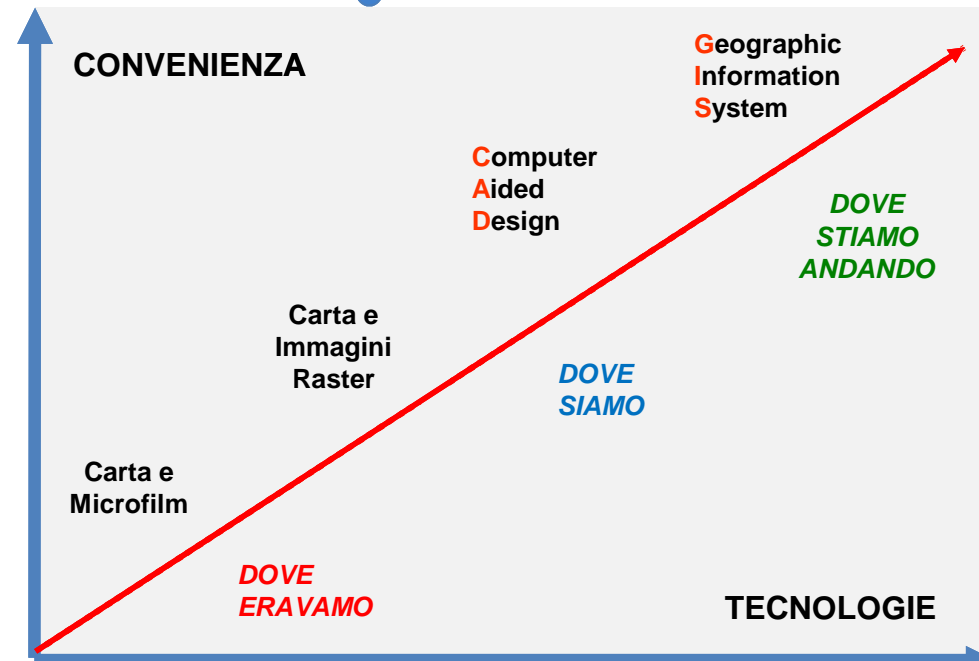 CONVENIENZA
Geographic
Information
System
Computer
Aided
Design
DOVE
STIAMO
ANDANDO
Carta e
Immagini
Raster
DOVE
SIAMO
Carta e
Microfilm
DOVE
ERAVAMO
TECNOLOGIE